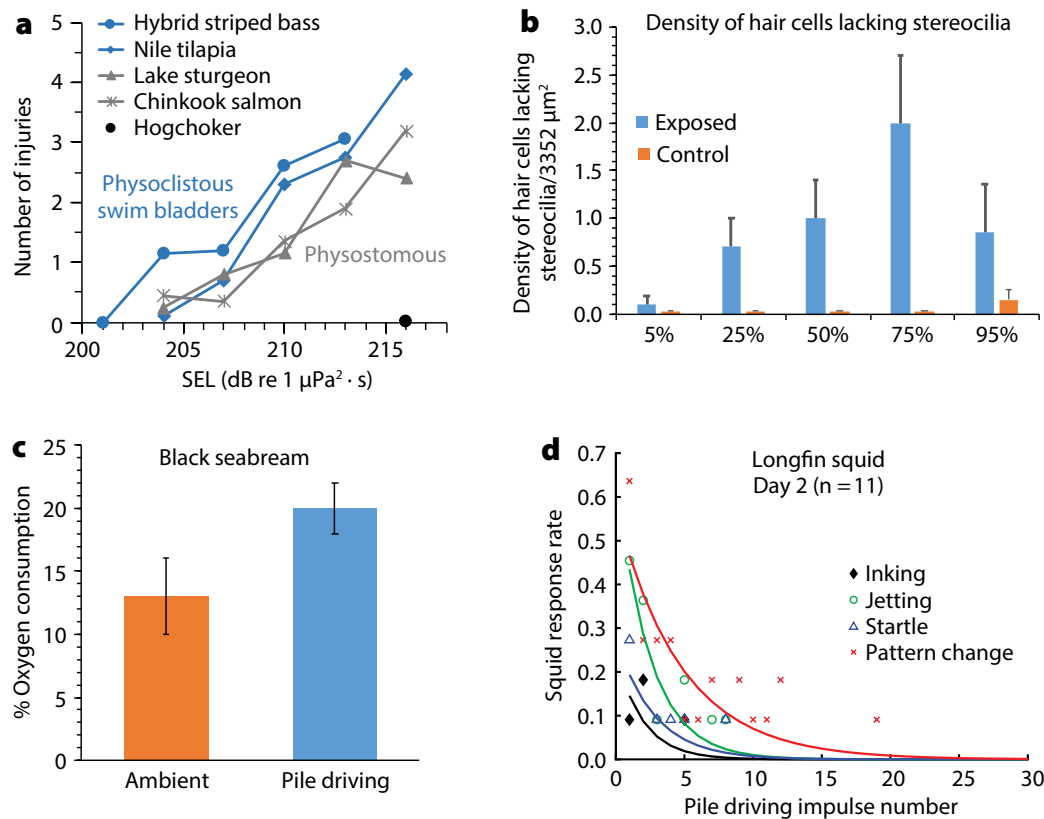 a
Hybrid striped bass
Nile tilapia
Lake sturgeon
Chinkook salmon
Hogchoker
Physoclistous
swim bladders
Physostomous
Number of injuries
5
4
3
2
1
0
200 205 210 215
SEL (dB re 1 μPa² · s)
b
Density of hair cells lacking stereocilia
Exposed
Control
Density of hair cells lacking
stereocilia/3352 μm²
3.0
2.5
2.0
1.5
1.0
0.5
0.0
5% 25% 50% 75% 95%
c
Black seabream
% Oxygen consumption
25
20
15
10
5
0
Ambient Pile driving
d
Longfin squid
Day 2 (n = 11)
Inking
Jetting
Startle
Pattern change
Squid response rate
0.7
0.6
0.5
0.4
0.3
0.2
0.1
0.0
0 5 10 15 20 25 30
Pile driving impulse number